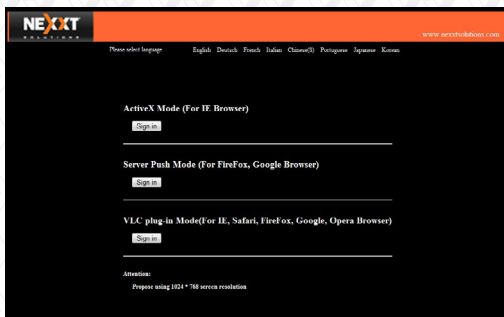 NEXXT
SOLUTIONS
www.nexxtsolutions.com
Please select language English Deutsch French Italian Chinese(S) Portuguese Japanese Korean
ActiveX Mode (For IE Browser)
Sign in
Server Push Mode (For FireFox, Google Browser)
Sign in
VLC plug-in Mode(For IE, Safari, FireFox, Google, Opera Browser)
Sign in
Attention:
Propose using 1024 * 768 screen resolution